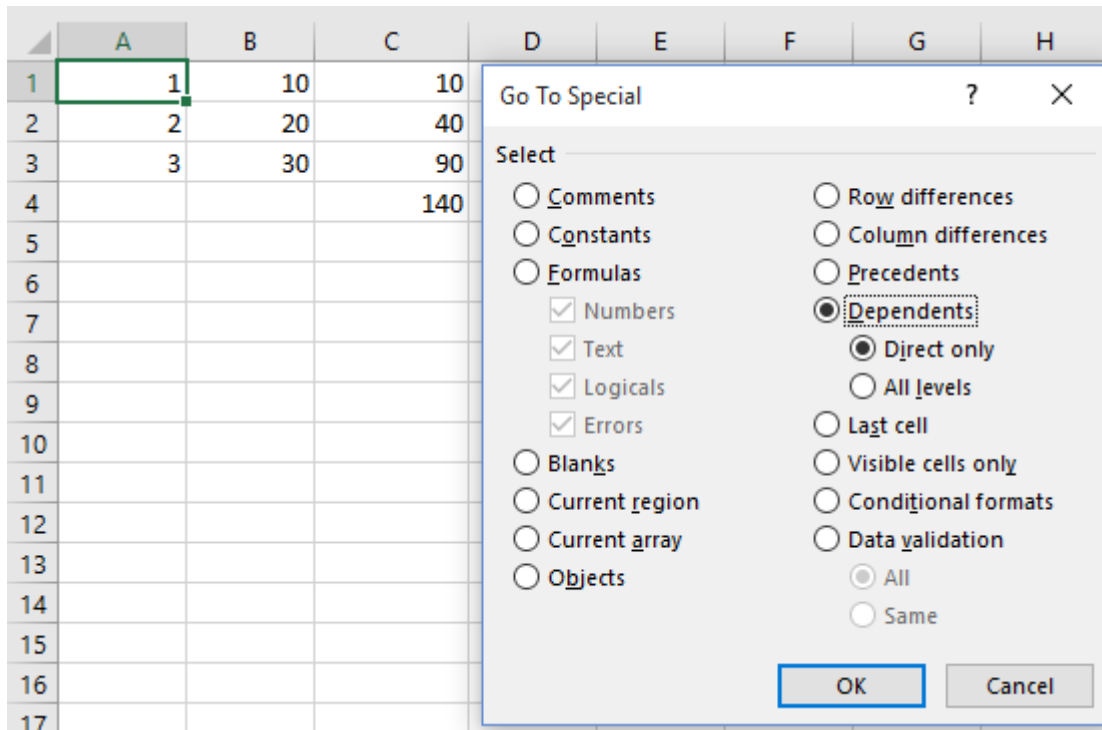 A B C D E F G H
1 1 10 10
2 2 20 40
3 3 30 90
4 140
5
6
7
8
9
10
11
12
13
14
15
16
17
Go To Special ? ×
Select
Comments
Constants
Formulas
Numbers
Text
Logicals
Errors
Blanks
Current region
Current array
Objects
Row differences
Column differences
Precedents
Dependents
Direct only
All levels
Last cell
Visible cells only
Conditional formats
Data validation
All
Same
OK Cancel